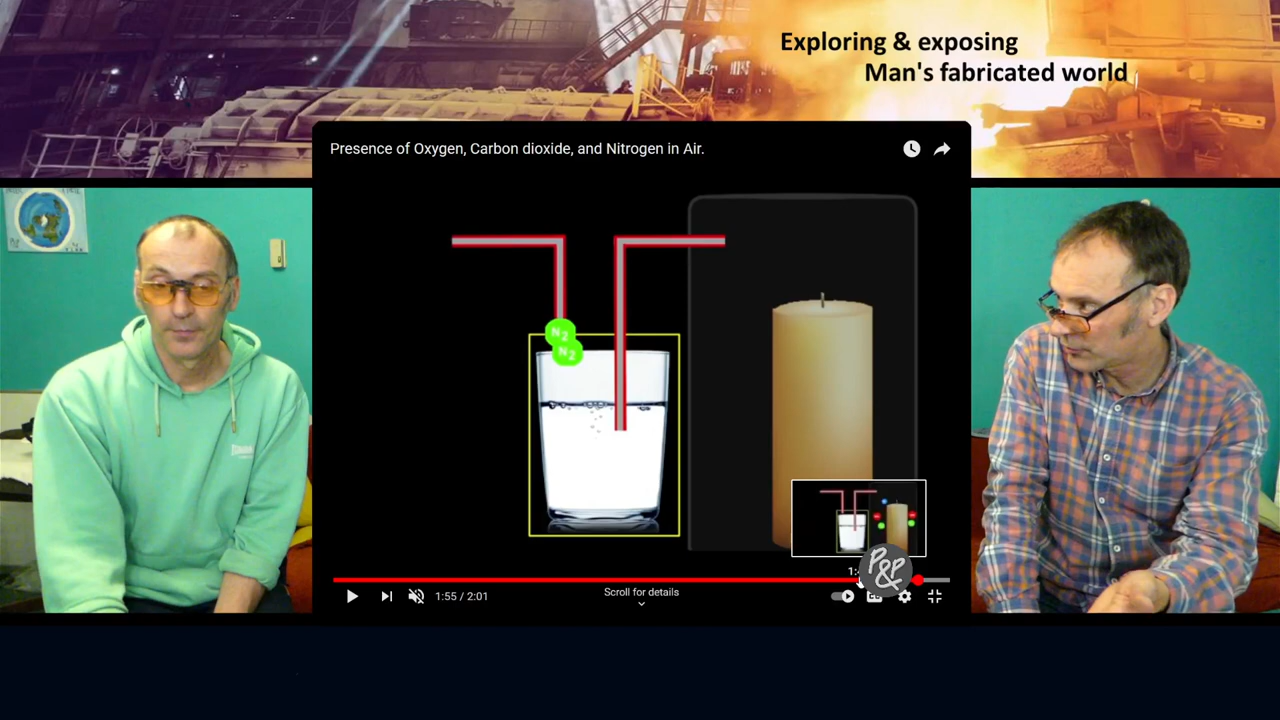 Exploring & exposing
Man's fabricated world
Presence of Oxygen, Carbon dioxide, and Nitrogen in Air.
N2
N2
P&P
1:55 / 2:01
Scroll for details